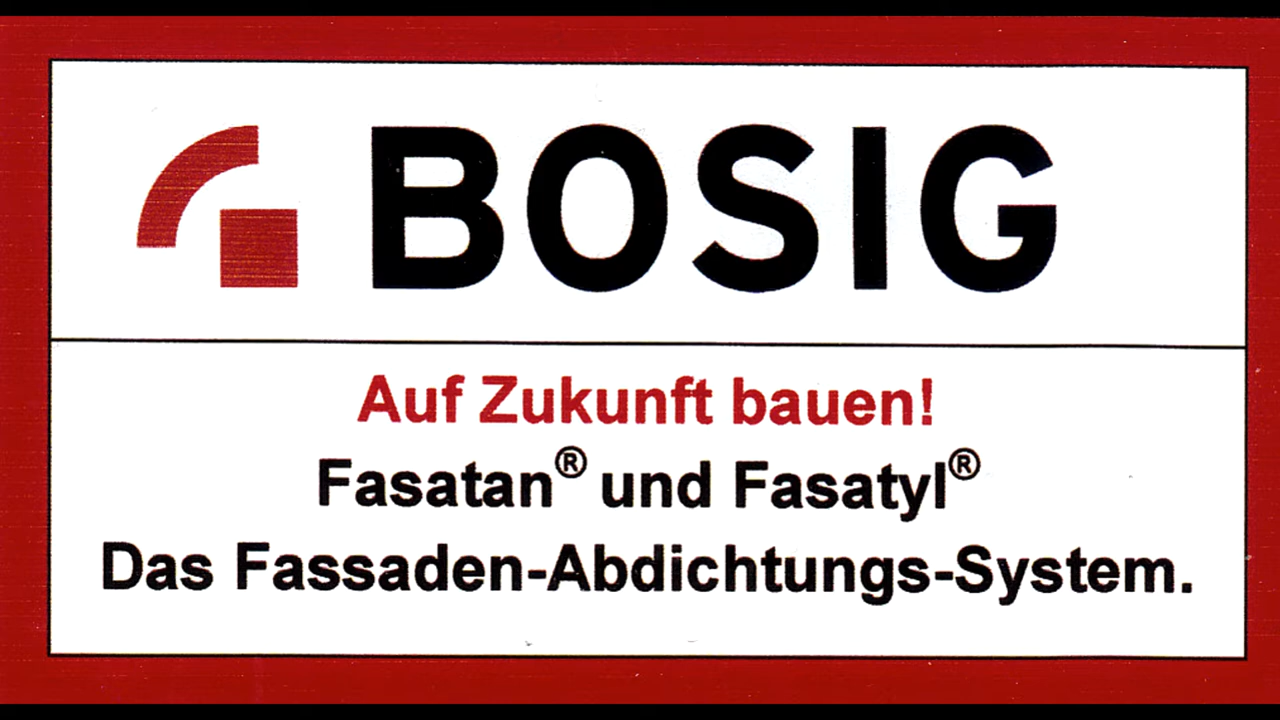 BOSIG
Auf Zukunft bauen!
Fasatan® und Fasatyl®
Das Fassaden-Abdichtungs-System.